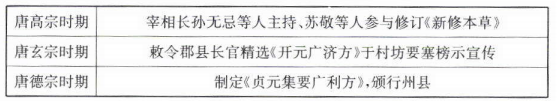 唐高宗时期 宰相长孙无忌等人主持、苏敬等人参与修订《新修本草》
唐玄宗时期 敕令郡县长官精选《开元广济方》于村坊要塞榜示宣传
唐德宗时期 制定《贞元集要广利方》，颁行州县